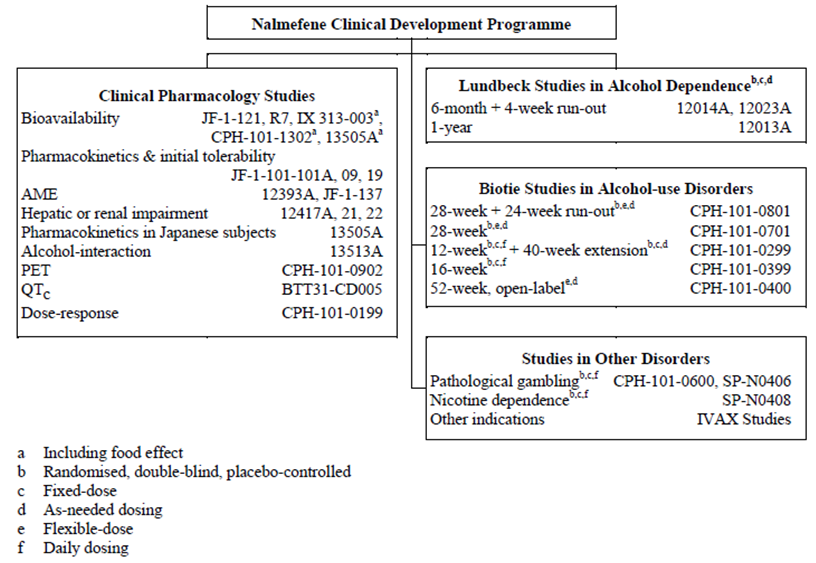 Nalmefene Clinical Development Programme
Clinical Pharmacology Studies
Bioavailability JF-1-121, R7, IX 313-003a,
CPH-101-1302a, 13505Aa
Pharmacokinetics & initial tolerability
JF-1-101-101A, 09, 19
AME 12393A, JF-1-137
Hepatic or renal impairment 12417A, 21, 22
Pharmacokinetics in Japanese subjects 13505A
Alcohol-interaction 13513A
PET CPH-101-0902
QTC BTT31-CD005
Dose-response CPH-101-0199
Lundbeck Studies in Alcohol Dependenceb,c,d
6-month + 4-week run-out 12014A, 12023A
1-year 12013A
Biotie Studies in Alcohol-use Disorders
28-week + 24-week run-outb,e,d CPH-101-0801
28-weekb,e,d CPH-101-0701
12-weekb,c,f + 40-week extensionb,c,d CPH-101-0299
16-weekb,c,f CPH-101-0399
52-week, open-labele,d CPH-101-0400
Studies in Other Disorders
Pathological gamblingb,c,f CPH-101-0600, SP-N0406
Nicotine dependenceb,c,f SP-N0408
Other indications IVAX Studies
a Including food effect
b Randomised, double-blind, placebo-controlled
c Fixed-dose
d As-needed dosing
e Flexible-dose
f Daily dosing